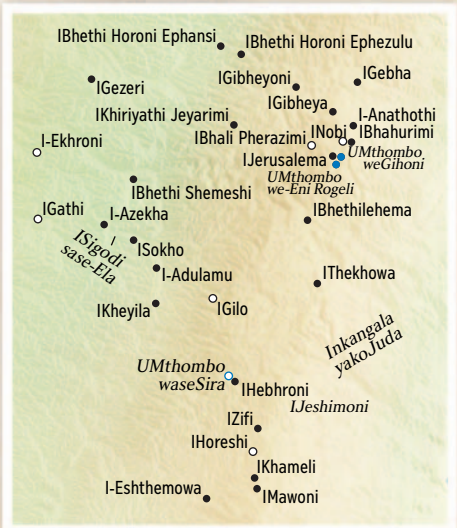 IBhethi Horoni Ephansi
IBhethi Horoni Ephezulu
IGezeri
IGibheyoni
IGebha
IGibheya
IKhiriyathi Jeyarimi
I-Anathothi
INobi
IBhahurimi
IBhali Pherazimi
I-Ekhroni
IJerusalema
UMthombo
weGihoni
UMthombo
we-Eni Rogeli
IBhethi Shemeshi
IGathi
I-Azekha
IBhethilehema
ISigodi
sase-Ela
ISokho
I-Adulamu
IThekhowa
IKheyila
IGilo
Inkangala
yakoJuda
UMthombo
waseSira
IHebhroni
IJeshimoni
IZifi
IHoreshi
IKhameli
I-Eshthemowa
IMawoni